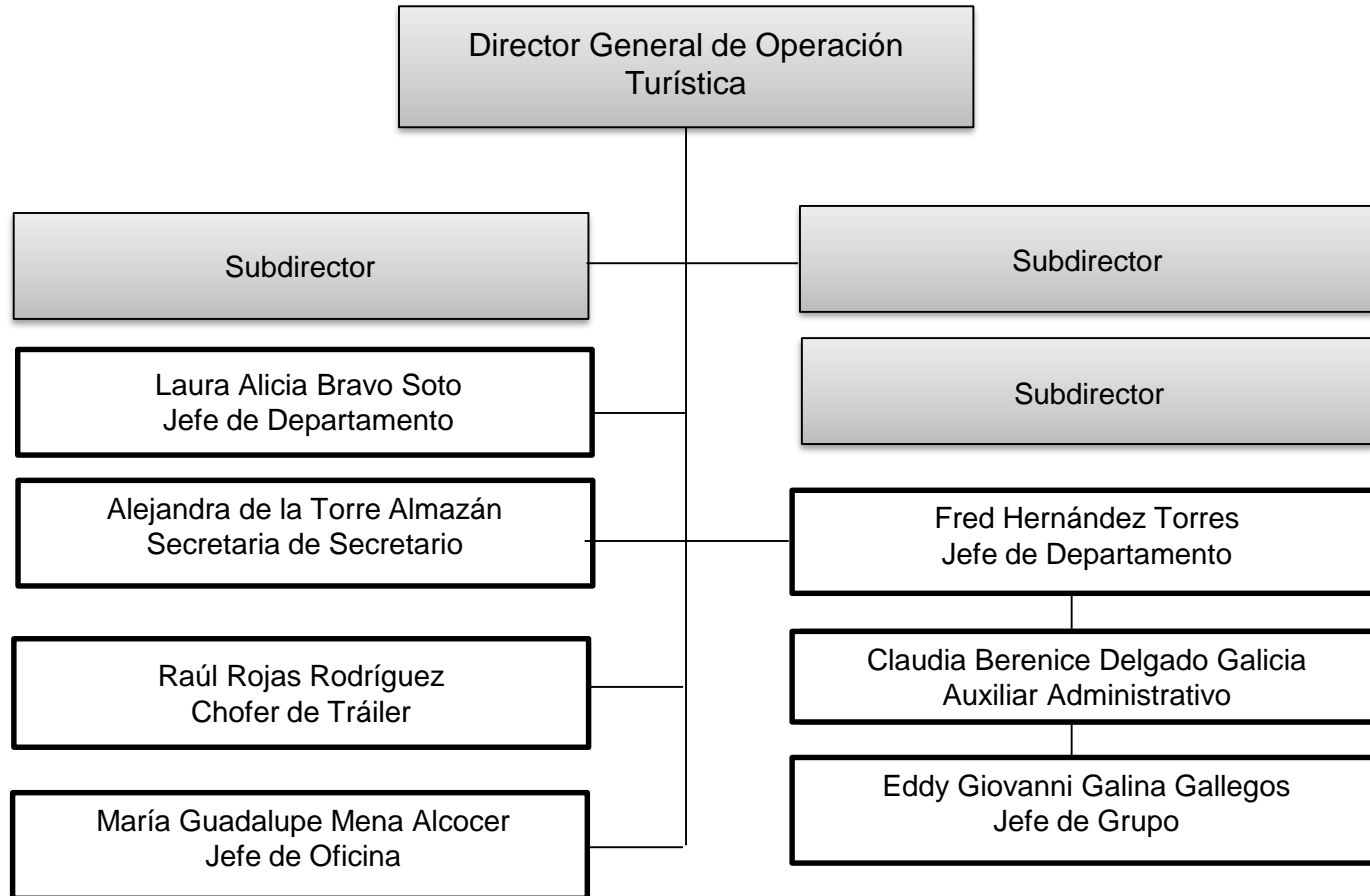 Director General de Operación
Turística
Subdirector
Subdirector
Laura Alicia Bravo Soto
Jefe de Departamento
Subdirector
Alejandra de la Torre Almazán
Secretaria de Secretario
Fred Hernández Torres
Jefe de Departamento
Raúl Rojas Rodríguez
Chofer de Tráiler
Claudia Berenice Delgado Galicia
Auxiliar Administrativo
María Guadalupe Mena Alcocer
Jefe de Oficina
Eddy Giovanni Galina Gallegos
Jefe de Grupo